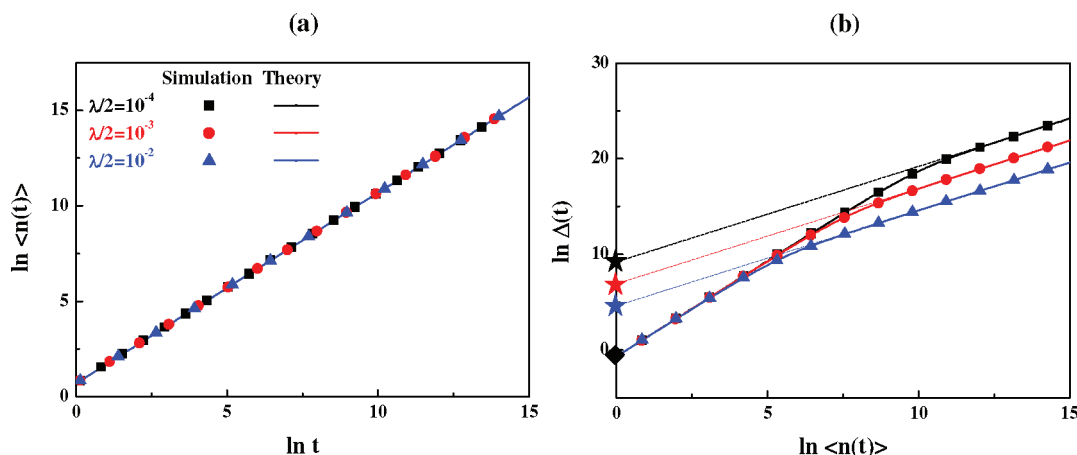 (a)
Simulation Theory
λ/2=10⁻⁴
λ/2=10⁻³
λ/2=10⁻²
15
10
5
0
0 5 10 15
ln <n(t)>
ln t
(b)
30
20
10
0
0 5 10 15
ln Δ(t)
ln <n(t)>